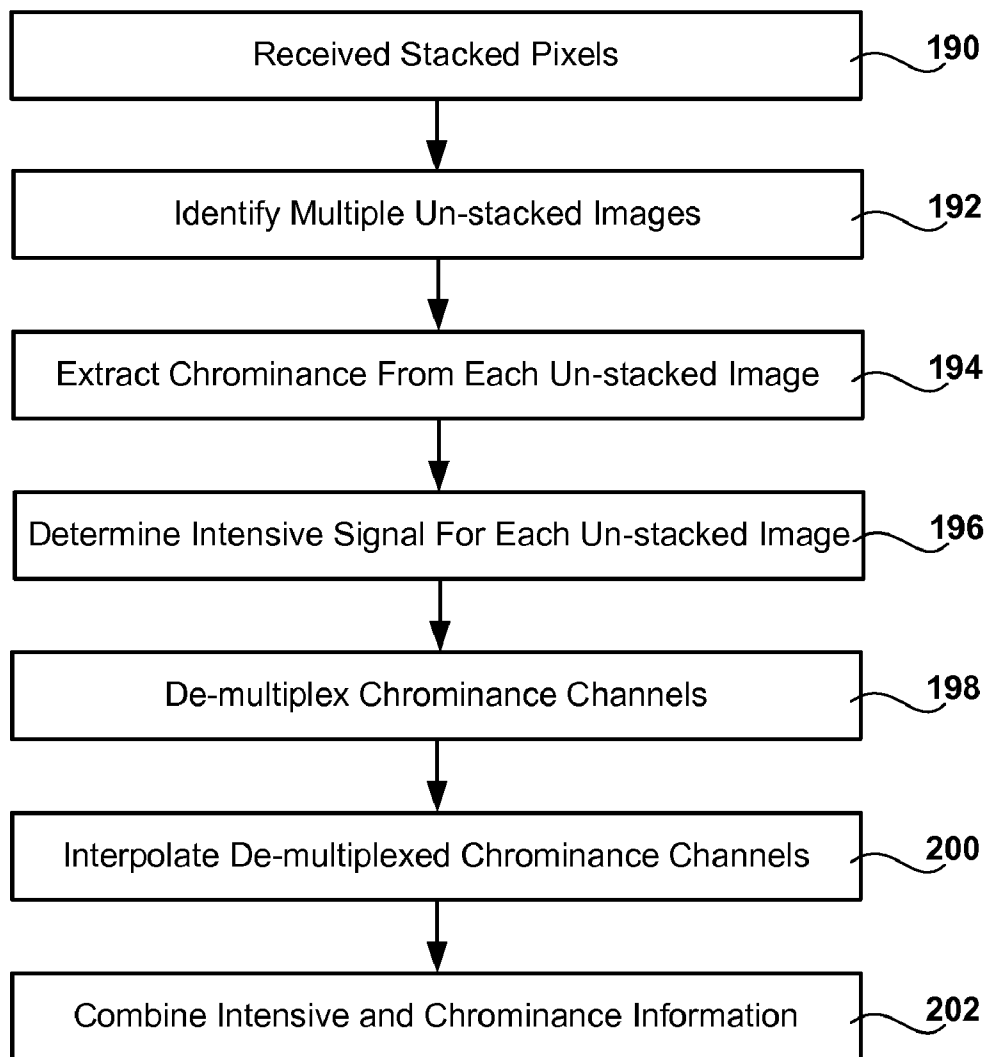 Received Stacked Pixels 190
Identify Multiple Un-stacked Images 192
Extract Chrominance From Each Un-stacked Image 194
Determine Intensive Signal For Each Un-stacked Image 196
De-multiplex Chrominance Channels 198
Interpolate De-multiplexed Chrominance Channels 200
Combine Intensive and Chrominance Information 202